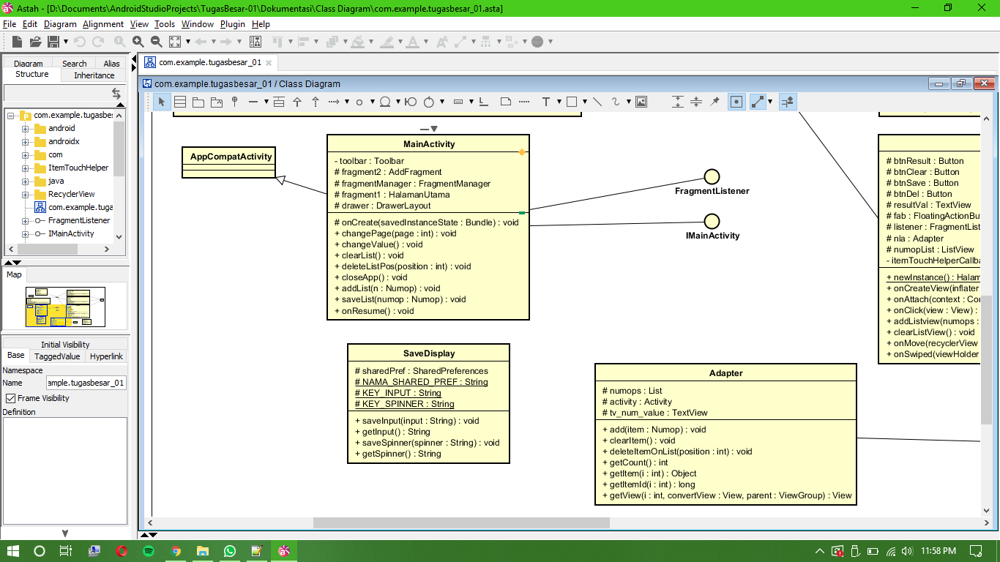 Astah - [D:\Documents\AndroidStudioProjects\TugasBesar-01\Dokumentasi\Class Diagram\com.example.tugasbesar_01.asta]
File Edit Diagram Alignment View Tools Window Plugin Help
Diagram Search Alias
Structure Inheritance
com.example.tugasbe
android
androidx
com
ItemTouchHelper
java
RecyclerView
com.example.tuga
FragmentListener
IMainActivity
Map
Initial Visibility
Base TaggedValue Hyperlink
Namespace
Name ample.tugasbesar_01
Frame Visibility
Definition
com.example.tugasbesar_01
com.example.tugasbesar_01 / Class Diagram
AppCompatActivity
MainActivity
- toolbar : Toolbar
# fragment2 : AddFragment
# fragmentManager : FragmentManager
# fragment1 : HalamanUtama
# drawer : DrawerLayout
# onCreate(savedInstanceState : Bundle) : void
+ changePage(page : int) : void
+ changeValue() : void
+ clearList() : void
+ deleteListPos(position : int) : void
+ closeApp() : void
+ addList(n : Numop) : void
+ saveList(numop : Numop) : void
+ onResume() : void
FragmentListener
IMainActivity
# btnResult : Button
# btnClear : Button
# btnSave : Button
# btnDel : Button
# resultVal : TextView
# fab : FloatingActionBu
# listener : FragmentList
# nla : Adapter
# numopList : ListView
- itemTouchHelperCallba
+ newInstance() : Halam
+ onCreateView(inflater
+ onAttach(context : Co
+ onClick(view : View) :
+ addListview(numops :
+ clearListView() : void
+ onMove(recyclerView
+ onSwiped(viewHolder
SaveDisplay
# sharedPref : SharedPreferences
# NAMA_SHARED_PREF : String
# KEY_INPUT : String
# KEY_SPINNER : String
+ saveInput(input : String) : void
+ getInput() : String
+ saveSpinner(spinner : String) : void
+ getSpinner() : String
Adapter
# numops : List
# activity : Activity
# tv_num_value : TextView
+ add(item : Numop) : void
+ clearItem() : void
+ deleteItemOnList(position : int) : void
+ getCount() : int
+ getItem(i : int) : Object
+ getItemId(i : int) : long
+ getView(i : int, convertView : View, parent : ViewGroup) : View
11:58 PM